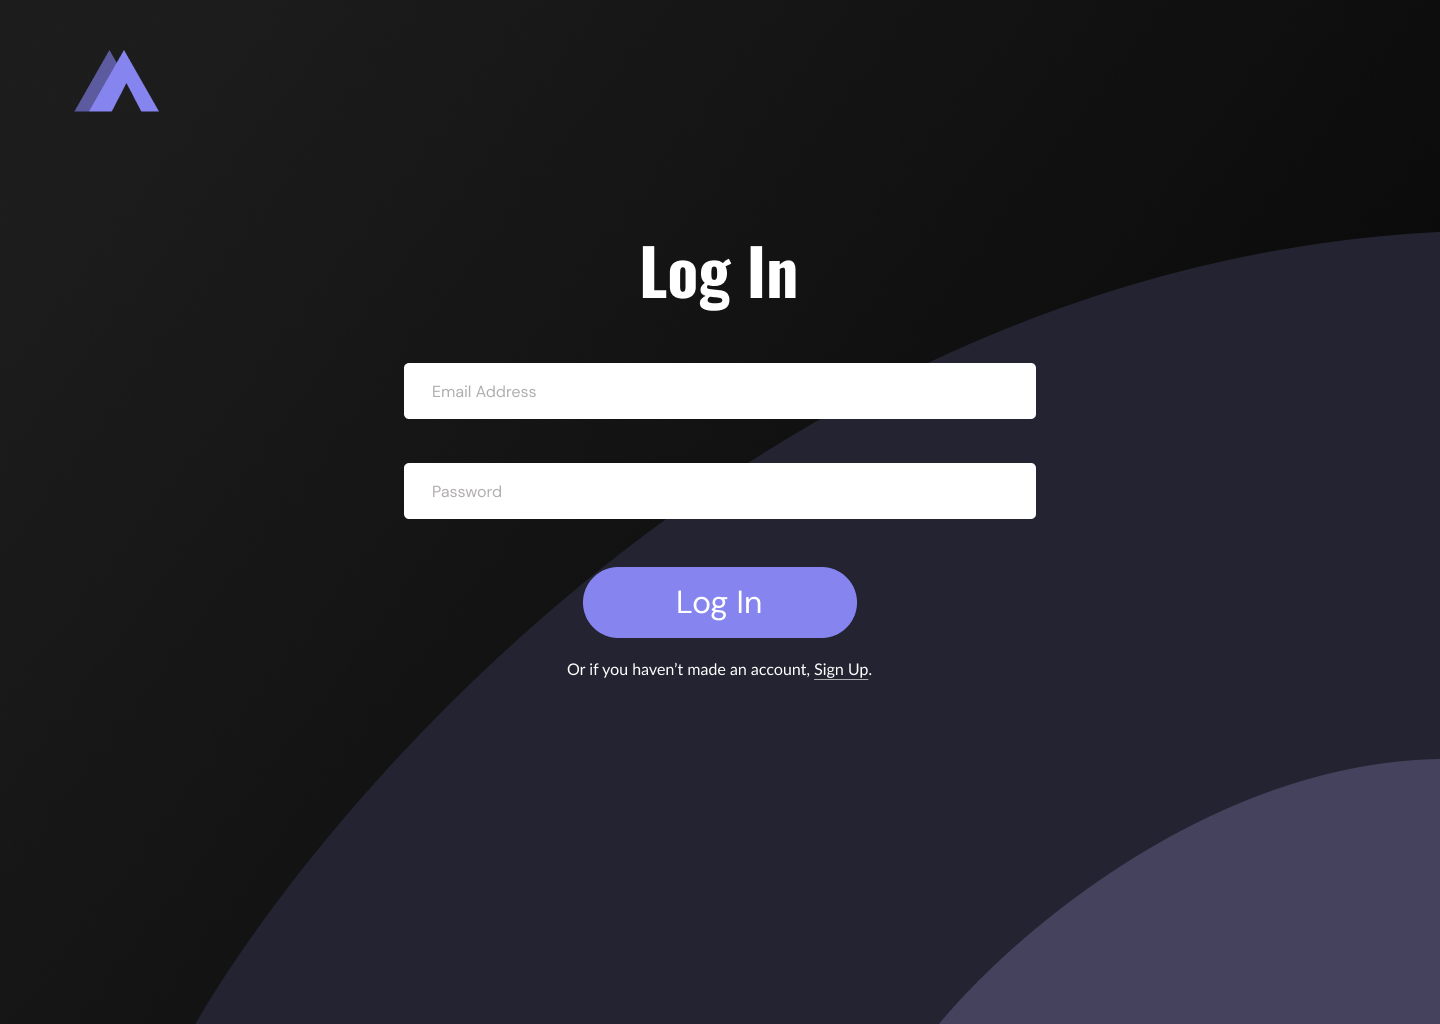 Log In
Email Address
Password
Log In
Or if you haven’t made an account, Sign Up.